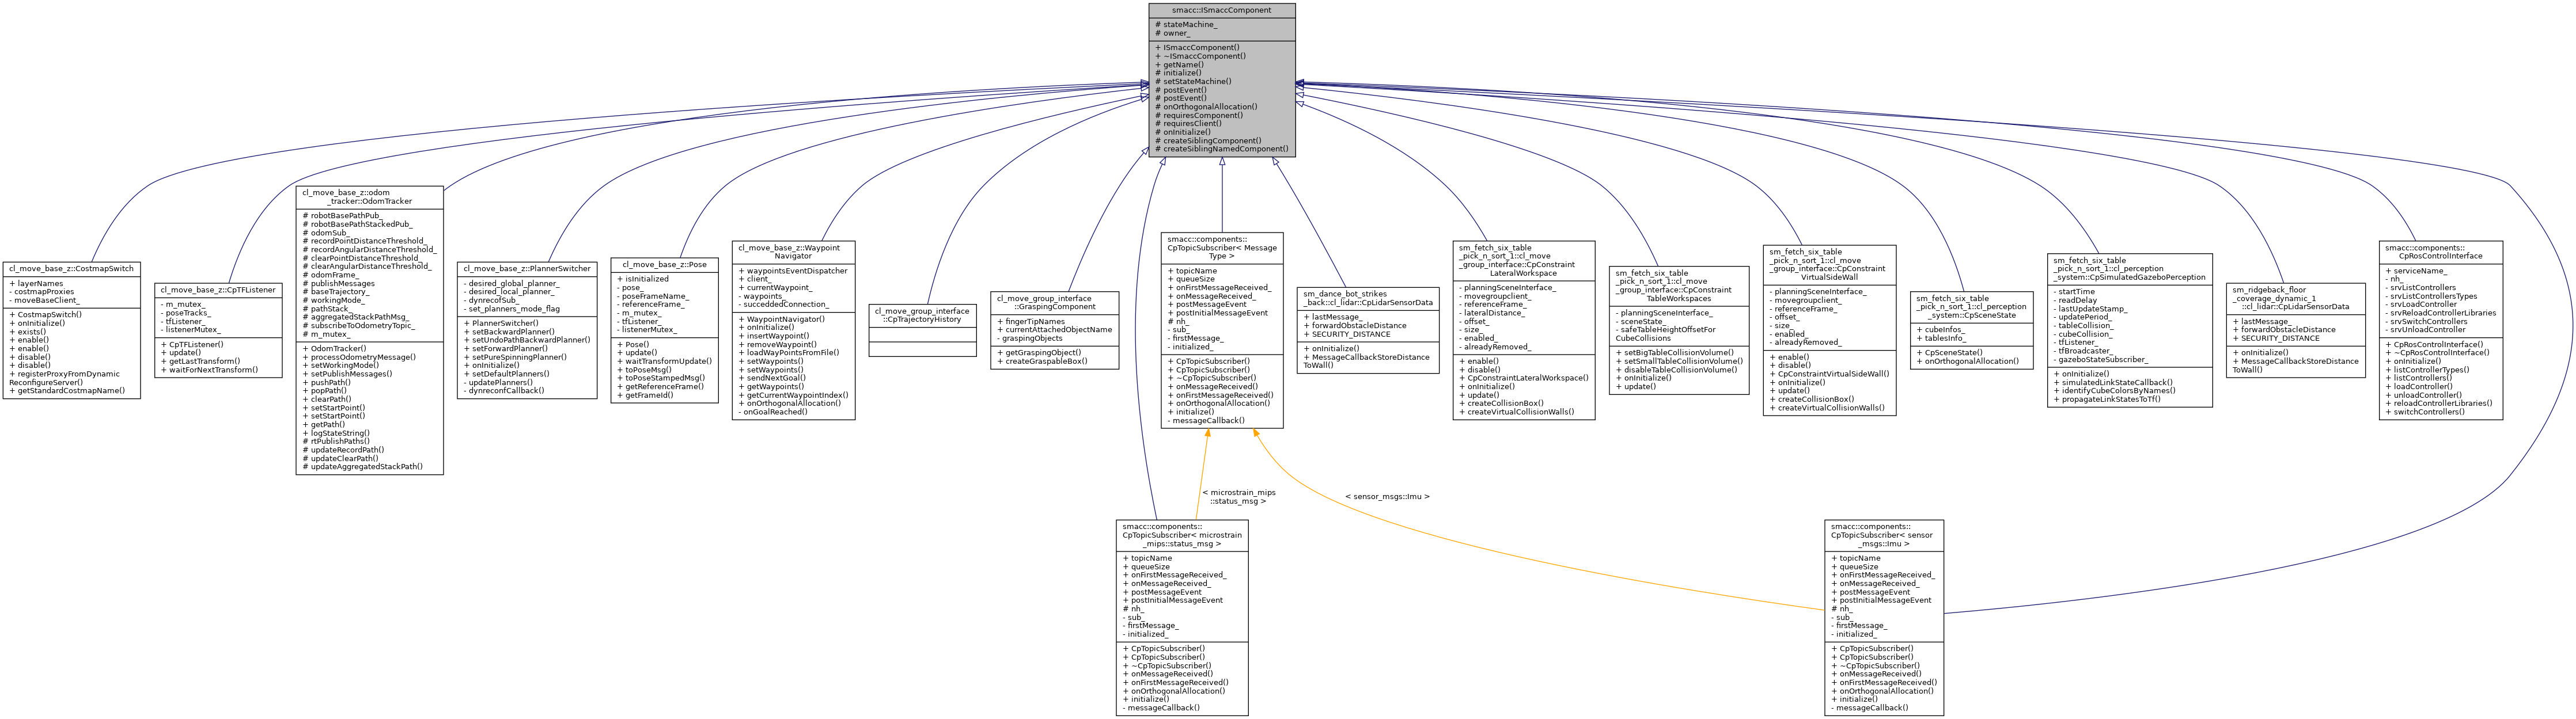 smacc::ISmaccComponent
# stateMachine_
# owner_
+ ISmaccComponent()
+ ~ISmaccComponent()
+ getName()
# initialize()
# setStateMachine()
# postEvent()
# postEvent()
# onOrthogonalAllocation()
# requiresComponent()
# requiresClient()
# onInitialize()
# createSiblingComponent()
# createSiblingNamedComponent()
cl_move_base_z::CostmapSwitch
+ layerNames
- costmapProxies
- moveBaseClient_
+ CostmapSwitch()
+ onInitialize()
+ exists()
+ enable()
+ enable()
+ disable()
+ disable()
+ registerProxyFromDynamic
ReconfigureServer()
+ getStandardCostmapName()
cl_move_base_z::CpTFListener
- m_mutex_
- poseTracks_
- tfListener_
- listenerMutex_
+ CpTFListener()
+ update()
+ getLastTransform()
+ waitForNextTransform()
cl_move_base_z::odom
_tracker::OdomTracker
# robotBasePathPub_
# robotBasePathStackedPub_
# odomSub_
# recordPointDistanceThreshold_
# recordAngularDistanceThreshold_
# clearPointDistanceThreshold_
# clearAngularDistanceThreshold_
# odomFrame_
# publishMessages
# baseTrajectory_
# workingMode_
# pathStack_
# aggregatedStackPathMsg_
# subscribeToOdometryTopic_
# m_mutex_
+ OdomTracker()
+ processOdometryMessage()
+ setWorkingMode()
+ setPublishMessages()
+ pushPath()
+ popPath()
+ clearPath()
+ setStartPoint()
+ setStartPoint()
+ getPath()
+ logStateString()
# rtPublishPaths()
# updateRecordPath()
# updateClearPath()
# updateAggregatedStackPath()
cl_move_base_z::PlannerSwitcher
- desired_global_planner_
- desired_local_planner_
- dynrecofSub_
- set_planners_mode_flag
+ PlannerSwitcher()
+ setBackwardPlanner()
+ setUndoPathBackwardPlanner()
+ setForwardPlanner()
+ setPureSpinningPlanner()
+ onInitialize()
+ setDefaultPlanners()
- updatePlanners()
- dynreconfCallback()
cl_move_base_z::Pose
+ isInitialized
- pose_
- poseFrameName_
- referenceFrame_
- m_mutex_
- tfListener_
- listenerMutex_
+ Pose()
+ update()
+ waitTransformUpdate()
+ toPoseMsg()
+ toPoseStampedMsg()
+ getReferenceFrame()
+ getFrameId()
cl_move_base_z::Waypoint
Navigator
+ waypointsEventDispatcher
+ client_
+ currentWaypoint_
- waypoints_
- succeddedConnection_
+ WaypointNavigator()
+ onInitialize()
+ insertWaypoint()
+ removeWaypoint()
+ loadWayPointsFromFile()
+ setWaypoints()
+ setWaypoints()
+ sendNextGoal()
+ getWaypoints()
+ getCurrentWaypointIndex()
+ onOrthogonalAllocation()
- onGoalReached()
cl_move_group_interface
::CpTrajectoryHistory
cl_move_group_interface
::GraspingComponent
+ fingerTipNames
+ currentAttachedObjectName
- graspingObjects
+ getGraspingObject()
+ createGraspableBox()
smacc::components::
CpTopicSubscriber< Message
Type >
+ topicName
+ queueSize
+ onFirstMessageReceived_
+ onMessageReceived_
+ postMessageEvent
+ postInitialMessageEvent
# nh_
- sub_
- firstMessage_
- initialized_
+ CpTopicSubscriber()
+ CpTopicSubscriber()
+ ~CpTopicSubscriber()
+ onMessageReceived()
+ onFirstMessageReceived()
+ onOrthogonalAllocation()
+ initialize()
- messageCallback()
sm_dance_bot_strikes
_back::cl_lidar::CpLidarSensorData
+ lastMessage_
+ forwardObstacleDistance
+ SECURITY_DISTANCE
+ onInitialize()
+ MessageCallbackStoreDistance
ToWall()
sm_fetch_six_table
_pick_n_sort_1::cl_move
_group_interface::CpConstraint
LateralWorkspace
- planningSceneInterface_
- movegroupclient_
- referenceFrame_
- lateralDistance_
- offset_
- size_
- enabled_
- alreadyRemoved_
+ enable()
+ disable()
+ CpConstraintLateralWorkspace()
+ onInitialize()
+ update()
+ createCollisionBox()
+ createVirtualCollisionWalls()
sm_fetch_six_table
_pick_n_sort_1::cl_move
_group_interface::CpConstraint
TableWorkspaces
- planningSceneInterface_
- sceneState_
- safeTableHeightOffsetFor
CubeCollisions
+ setBigTableCollisionVolume()
+ setSmallTableCollisionVolume()
+ disableTableCollisionVolume()
+ onInitialize()
+ update()
sm_fetch_six_table
_pick_n_sort_1::cl_move
_group_interface::CpConstraint
VirtualSideWall
- planningSceneInterface_
- movegroupclient_
- referenceFrame_
- offset_
- size_
- enabled_
- alreadyRemoved_
+ enable()
+ disable()
+ CpConstraintVirtualSideWall()
+ onInitialize()
+ update()
+ createCollisionBox()
+ createVirtualCollisionWalls()
sm_fetch_six_table
_pick_n_sort_1::cl_perception
_system::CpSceneState
+ cubeInfos_
+ tablesInfo_
+ CpSceneState()
+ onOrthogonalAllocation()
sm_fetch_six_table
_pick_n_sort_1::cl_perception
_system::CpSimulatedGazeboPerception
- startTime
- readDelay
- lastUpdateStamp_
- updatePeriod_
- tableCollision_
- cubeCollision_
- tfListener_
- tfBroadcaster_
- gazeboStateSubscriber_
+ onInitialize()
+ simulatedLinkStateCallback()
+ identifyCubeColorsByNames()
+ propagateLinkStatesToTf()
sm_ridgeback_floor
_coverage_dynamic_1
::cl_lidar::CpLidarSensorData
+ lastMessage_
+ forwardObstacleDistance
+ SECURITY_DISTANCE
+ onInitialize()
+ MessageCallbackStoreDistance
ToWall()
smacc::components::
CpRosControlInterface
+ serviceName_
- nh_
- srvListControllers
- srvListControllersTypes
- srvLoadController
- srvReloadControllerLibraries
- srvSwitchControllers
- srvUnloadController
+ CpRosControlInterface()
+ ~CpRosControlInterface()
+ onInitialize()
+ listControllerTypes()
+ listControllers()
+ loadController()
+ unloadController()
+ reloadControllerLibraries()
+ switchControllers()
< microstrain_mips
::status_msg >
< sensor_msgs::Imu >
smacc::components::
CpTopicSubscriber< microstrain
_mips::status_msg >
+ topicName
+ queueSize
+ onFirstMessageReceived_
+ onMessageReceived_
+ postMessageEvent
+ postInitialMessageEvent
# nh_
- sub_
- firstMessage_
- initialized_
+ CpTopicSubscriber()
+ CpTopicSubscriber()
+ ~CpTopicSubscriber()
+ onMessageReceived()
+ onFirstMessageReceived()
+ onOrthogonalAllocation()
+ initialize()
- messageCallback()
smacc::components::
CpTopicSubscriber< sensor
_msgs::Imu >
+ topicName
+ queueSize
+ onFirstMessageReceived_
+ onMessageReceived_
+ postMessageEvent
+ postInitialMessageEvent
# nh_
- sub_
- firstMessage_
- initialized_
+ CpTopicSubscriber()
+ CpTopicSubscriber()
+ ~CpTopicSubscriber()
+ onMessageReceived()
+ onFirstMessageReceived()
+ onOrthogonalAllocation()
+ initialize()
- messageCallback()